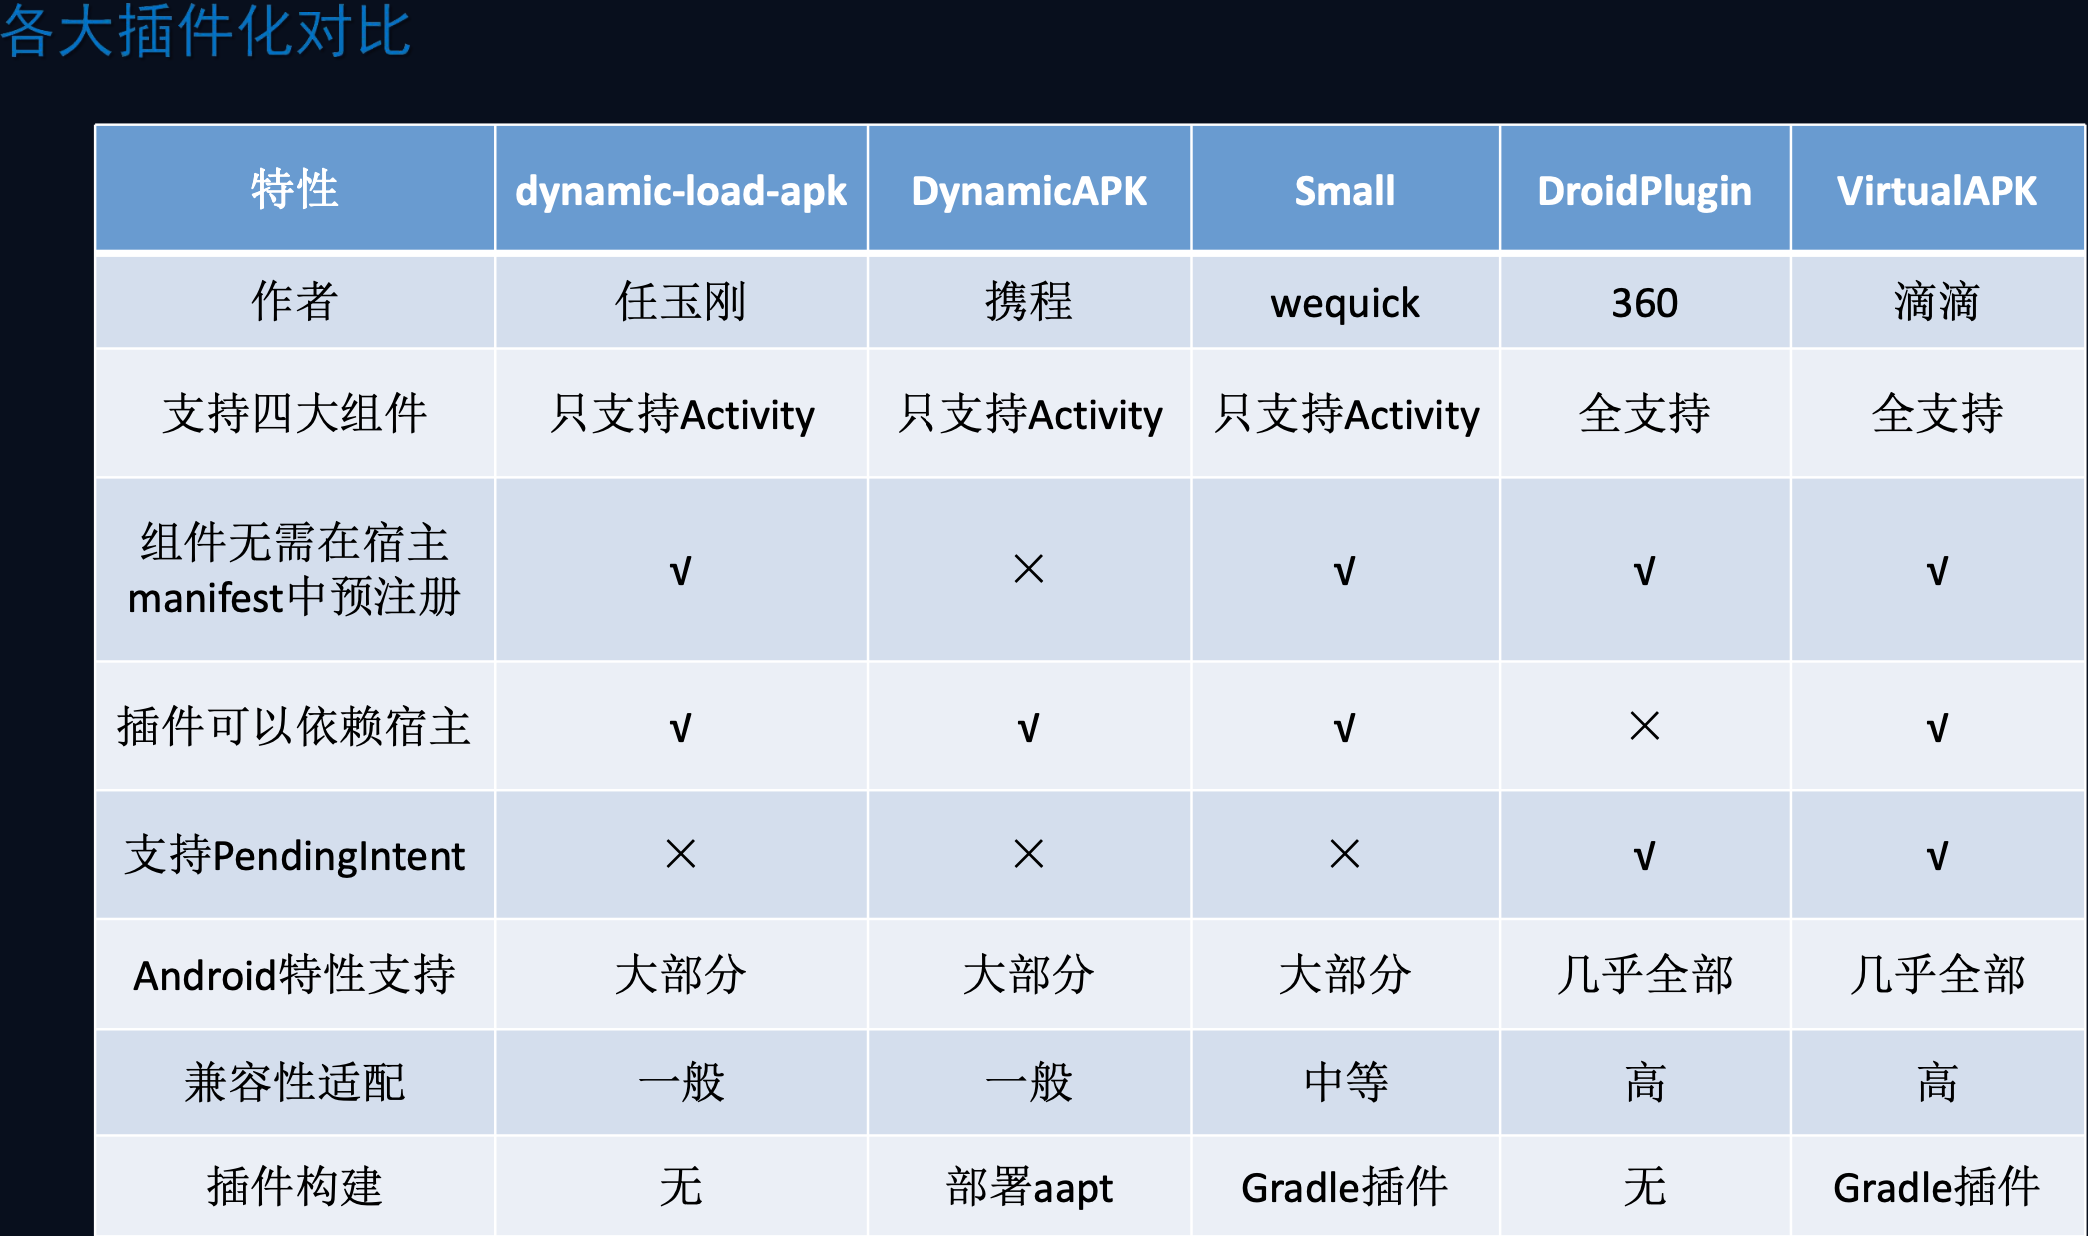 各大插件化对比
特性 dynamic-load-apk DynamicAPK Small DroidPlugin VirtualAPK
作者 任玉刚 携程 wequick 360 滴滴
支持四大组件 只支持Activity 只支持Activity 只支持Activity 全支持 全支持
组件无需在宿主
manifest中预注册 √ × √ √ √
插件可以依赖宿主 √ √ √ × √
支持PendingIntent × × × √ √
Android特性支持 大部分 大部分 大部分 几乎全部 几乎全部
兼容性适配 一般 一般 中等 高 高
插件构建 无 部署aapt Gradle插件 无 Gradle插件